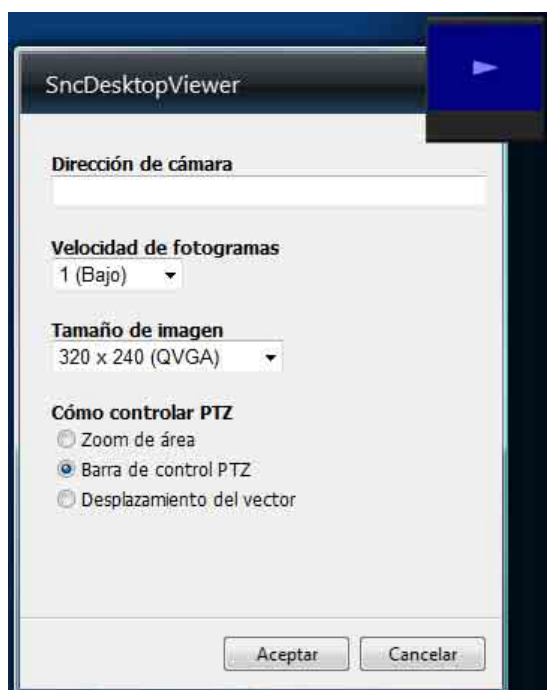 SncDesktopViewer
Dirección de cámara
Velocidad de fotogramas
1 (Bajo)
Tamaño de imagen
320 x 240 (QVGA)
Cómo controlar PTZ
Zoom de área
Barra de control PTZ
Desplazamiento del vector
Aceptar Cancelar